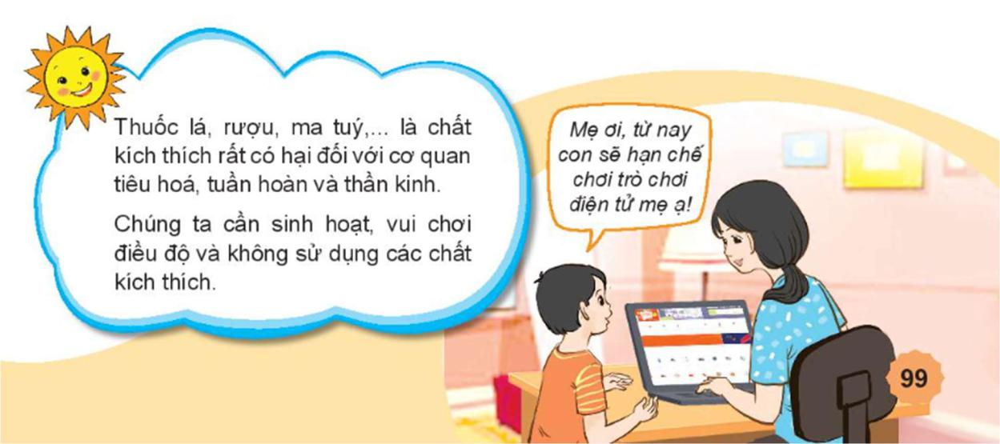 Thuốc lá, rượu, ma tuý,... là chất
kích thích rất có hại đối với cơ quan
tiêu hoá, tuần hoàn và thần kinh.
Chúng ta cần sinh hoạt, vui chơi
điều độ và không sử dụng các chất
kích thích.
Mẹ ơi, từ nay
con sẽ hạn chế
chơi trò chơi
điện tử mẹ ạ!
99